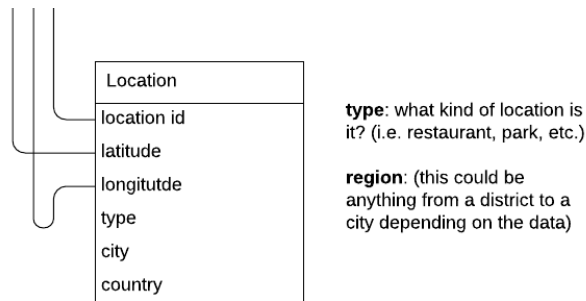 Location
location id
latitude
longitutde
type
city
country
type: what kind of location is
it? (i.e. restaurant, park, etc.)
region: (this could be
anything from a district to a
city depending on the data)